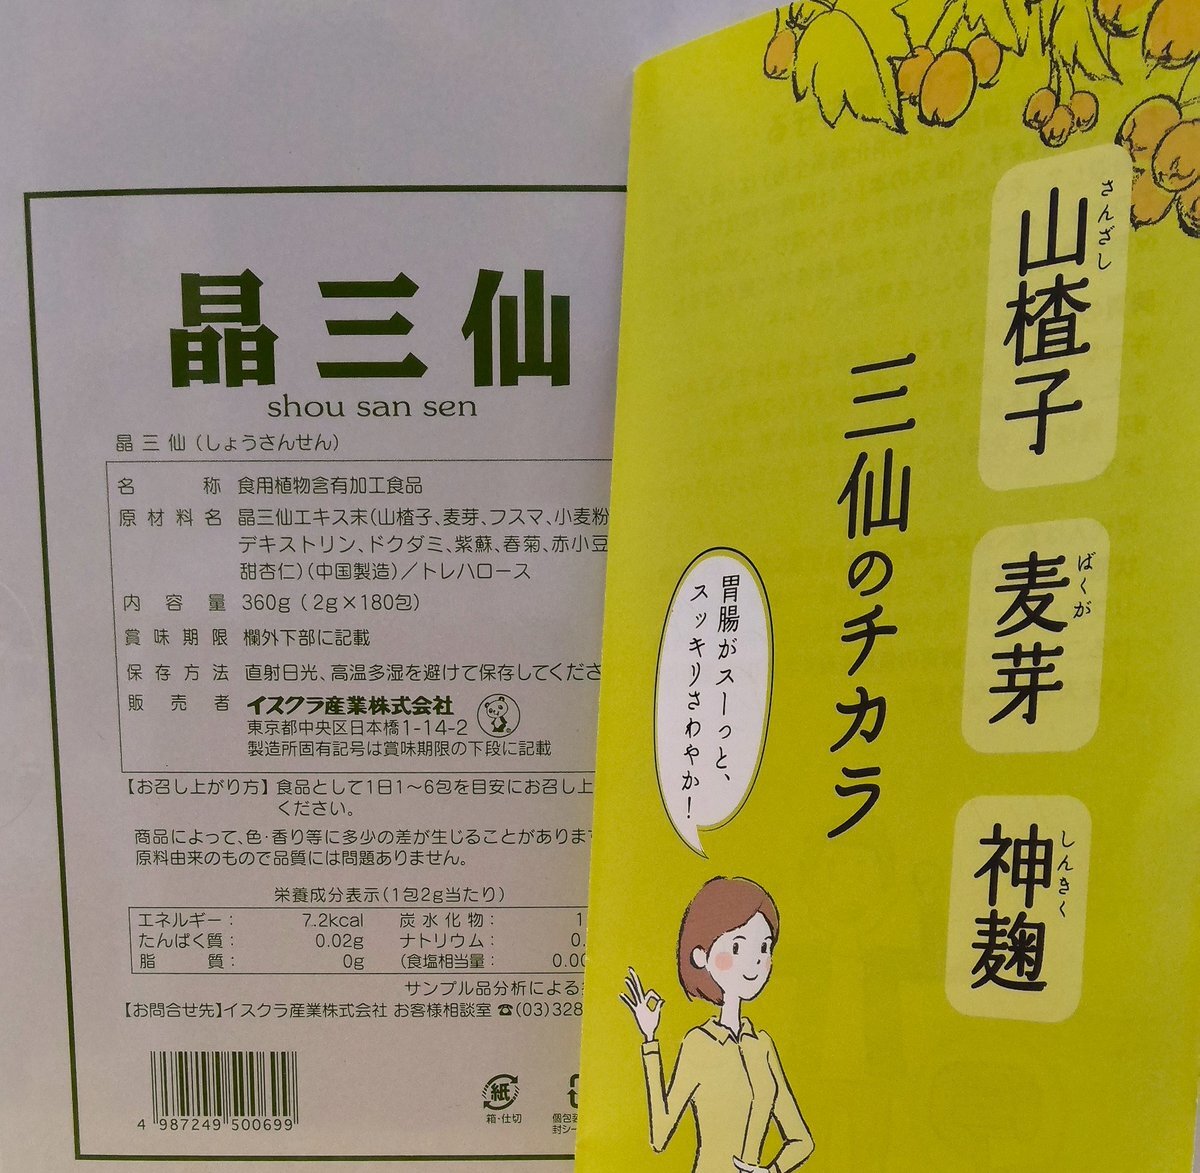 晶三仙
shou san sen
晶三仙(しょうさんせん)
名称 食用植物含有加工食品
原材料名 晶三仙エキス末(山楂子、麦芽、フスマ、小麦粉
デキストリン、ドクダミ、紫蘇、春菊、赤小豆
甜杏仁)(中国製造)／トレハロース
内容量 360g(2g×180包)
賞味期限 欄外下部に記載
保存方法 直射日光、高温多湿を避けて保存してくださ
販売者 イスクラ産業株式会社
東京都中央区日本橋1-14-2
製造所固有記号は賞味期限の下段に記載
【お召し上がり方】食品として1日1〜6包を目安にお召し上
ください。
商品によって、色・香り等に多少の差が生じることがありま
原料由来のもので品質には問題ありません。
栄養成分表示(1包2g当たり)
エネルギー: 7.2kcal 炭水化物: 1
たんぱく質: 0.02g ナトリウム: 0.
脂質: 0g (食塩相当量: 0.00
サンプル品分析による
【お問合せ先】イスクラ産業株式会社 お客様相談室 ☎(03)328
4 987249 500699
紙
箱・仕切
個包装
封シー
山楂子
さんざし
麦芽
ばくが
神麹
しんきく
三仙のチカラ
胃腸がスーっと、
スッキリさわやか!